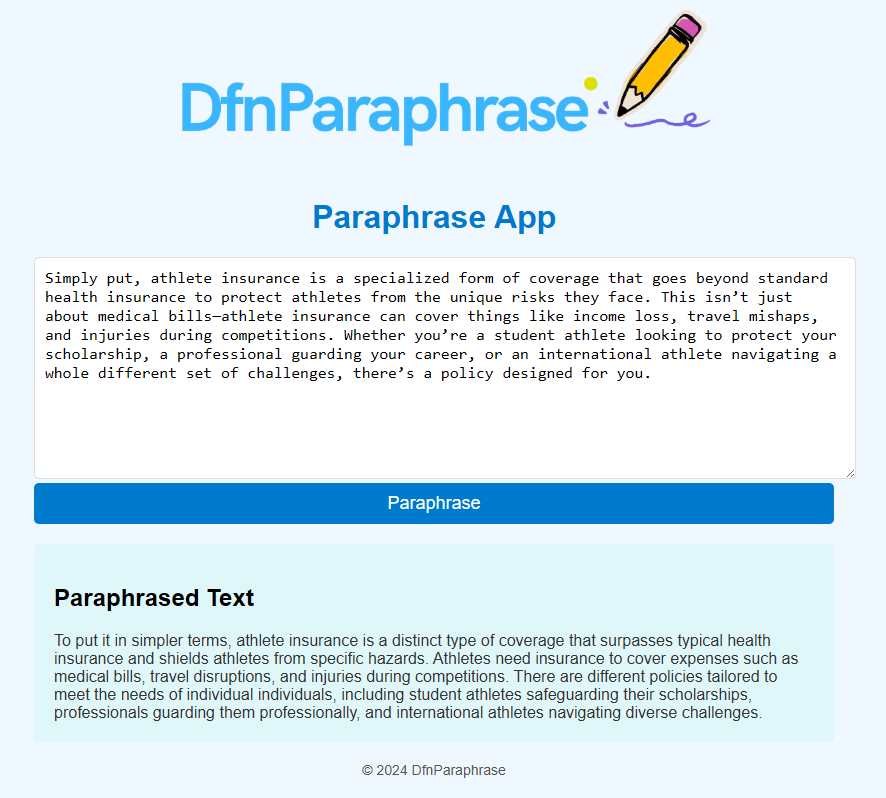 DfnParaphrase
Paraphrase App
Simply put, athlete insurance is a specialized form of coverage that goes beyond standard
health insurance to protect athletes from the unique risks they face. This isn’t just
about medical bills—athlete insurance can cover things like income loss, travel mishaps,
and injuries during competitions. Whether you’re a student athlete looking to protect your
scholarship, a professional guarding your career, or an international athlete navigating a
whole different set of challenges, there’s a policy designed for you.
Paraphrase
Paraphrased Text
To put it in simpler terms, athlete insurance is a distinct type of coverage that surpasses typical health
insurance and shields athletes from specific hazards. Athletes need insurance to cover expenses such as
medical bills, travel disruptions, and injuries during competitions. There are different policies tailored to
meet the needs of individual individuals, including student athletes safeguarding their scholarships,
professionals guarding them professionally, and international athletes navigating diverse challenges.
© 2024 DfnParaphrase